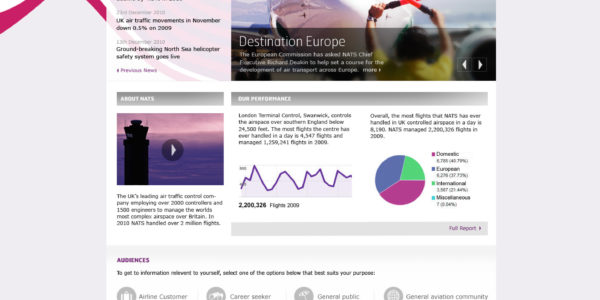 23rd December 2010
UK air traffic movements in November
down 0.5% on 2009
13th December 2010
Ground-breaking North Sea helicopter
safety system goes live
Previous News
Destination Europe
The European Commission has asked NATS Chief
Executive Richard Deakin to help set a course for the
development of air transport across Europe. more
ABOUT NATS
The UK's leading air traffic control com-
pany employing over 2000 controllers and
1500 engineers to manage the worlds
most complex airspace over Britain. In
2010 NATS handled over 2 million flights.
OUR PERFORMANCE
London Terminal Control, Swanwick, controls
the airspace over southern England below
24,500 feet. The most flights the centre has
ever handled in a day is 4,547 flights and
managed 1,259,241 flights in
2009.
2,200,326 Flights 2009
Overall, the most flights that NATS has ever
handled in UK controlled airspace in a day is
8,190. NATS managed 2,200,326 flights in
2009.
Domestic
6,785 (40.79%)
European
6,276 (37.73%)
International
3,567 (21.44%)
Miscellaneous
7 (0.04%)
Full Report
AUDIENCES
To get to information relevent to yourself, select one of the options below that best suits your purpose:
Airline Customer
Career seeker
General public
General aviation community